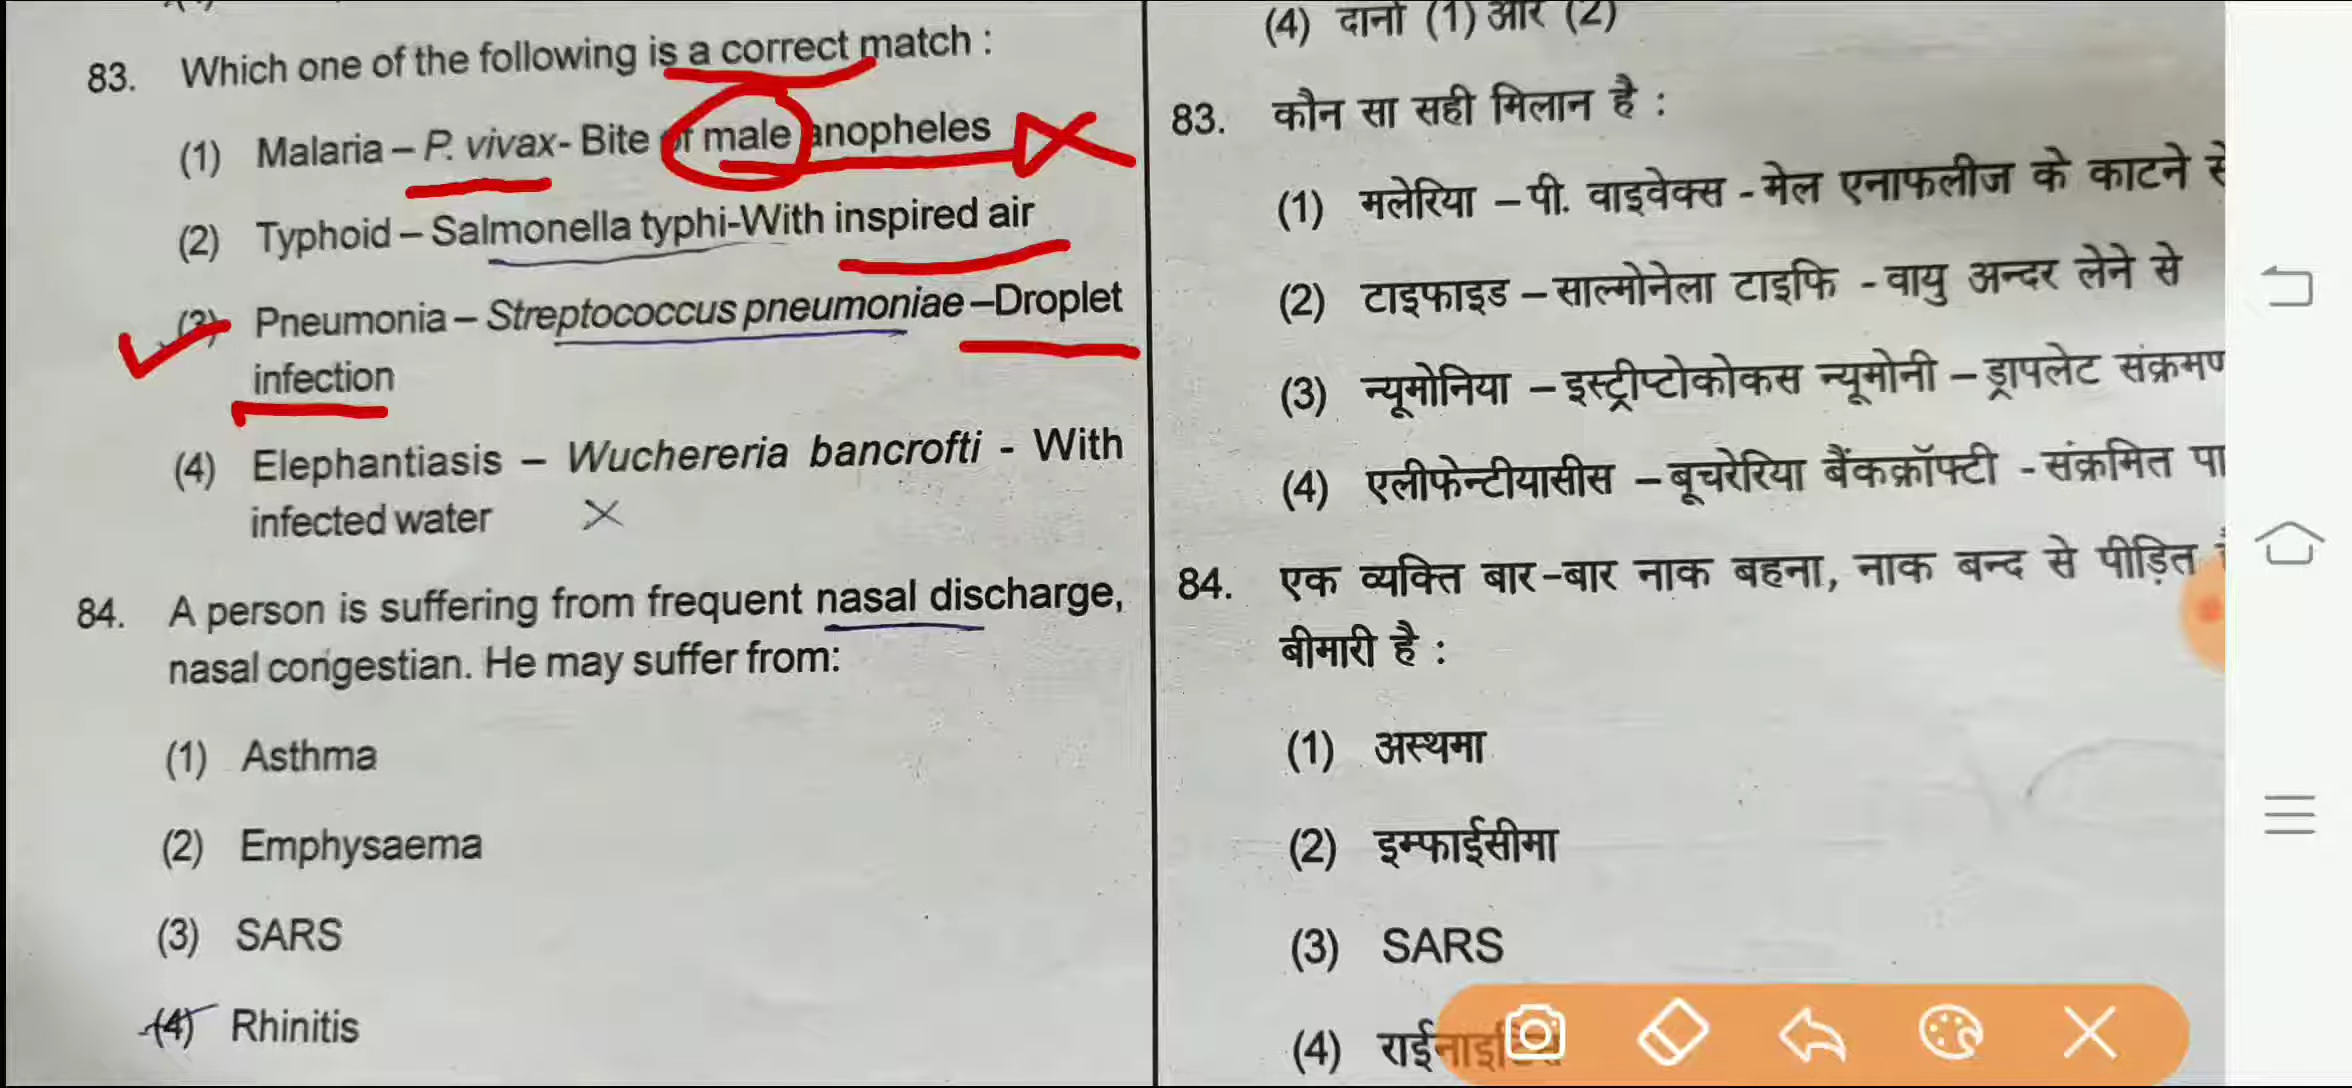 83. Which one of the following is a correct match :
(1) Malaria – P. vivax- Bite of male anopheles
(2) Typhoid – Salmonella typhi-With inspired air
(3) Pneumonia – Streptococcus pneumoniae –Droplet
infection
(4) Elephantiasis – Wuchereria bancrofti - With
infected water
84. A person is suffering from frequent nasal discharge,
nasal congestian. He may suffer from:
(1) Asthma
(2) Emphysaema
(3) SARS
(4) Rhinitis
(4) दोनों (1) और (2)
83. कौन सा सही मिलान है :
(1) मलेरिया – पी. वाइवेक्स - मेल एनाफलीज के काटने से
(2) टाइफाइड – साल्मोनेला टाइफि - वायु अन्दर लेने से
(3) न्यूमोनिया – इस्ट्रीप्टोकोकस न्यूमोनी – ड्रापलेट संक्रमण
(4) एलीफेन्टीयासीस – बूचरेरिया बैंकक्रॉफ्टी - संक्रमित
84. एक व्यक्ति बार-बार नाक बहना, नाक बन्द से पीड़ित
बीमारी है :
(1) अस्थमा
(2) इम्फाईसीमा
(3) SARS
(4)